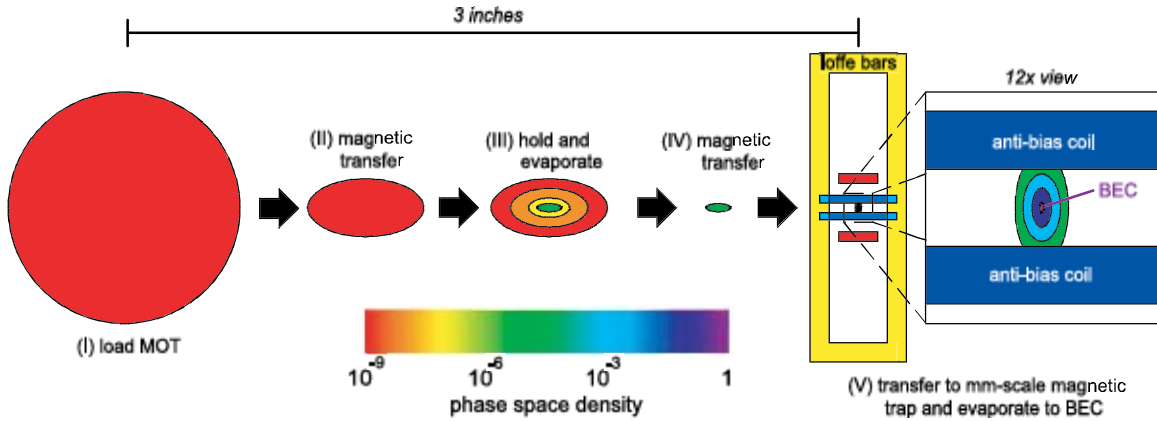 3 inches
Ioffe bars
12x view
(II) magnetic
transfer
(III) hold and
evaporate
(IV) magnetic
transfer
anti-bias coil
BEC
anti-bias coil
(I) load MOT
10-9
10-6
10-3
1
phase space density
(V) transfer to mm-scale magnetic
trap and evaporate to BEC